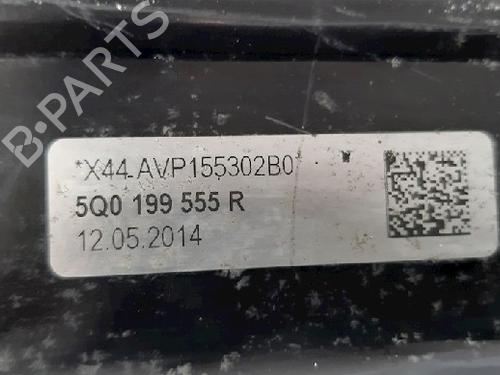 B-PARTS
*X44-AVP155302B0*
5Q0 199 555 R
12.05.2014